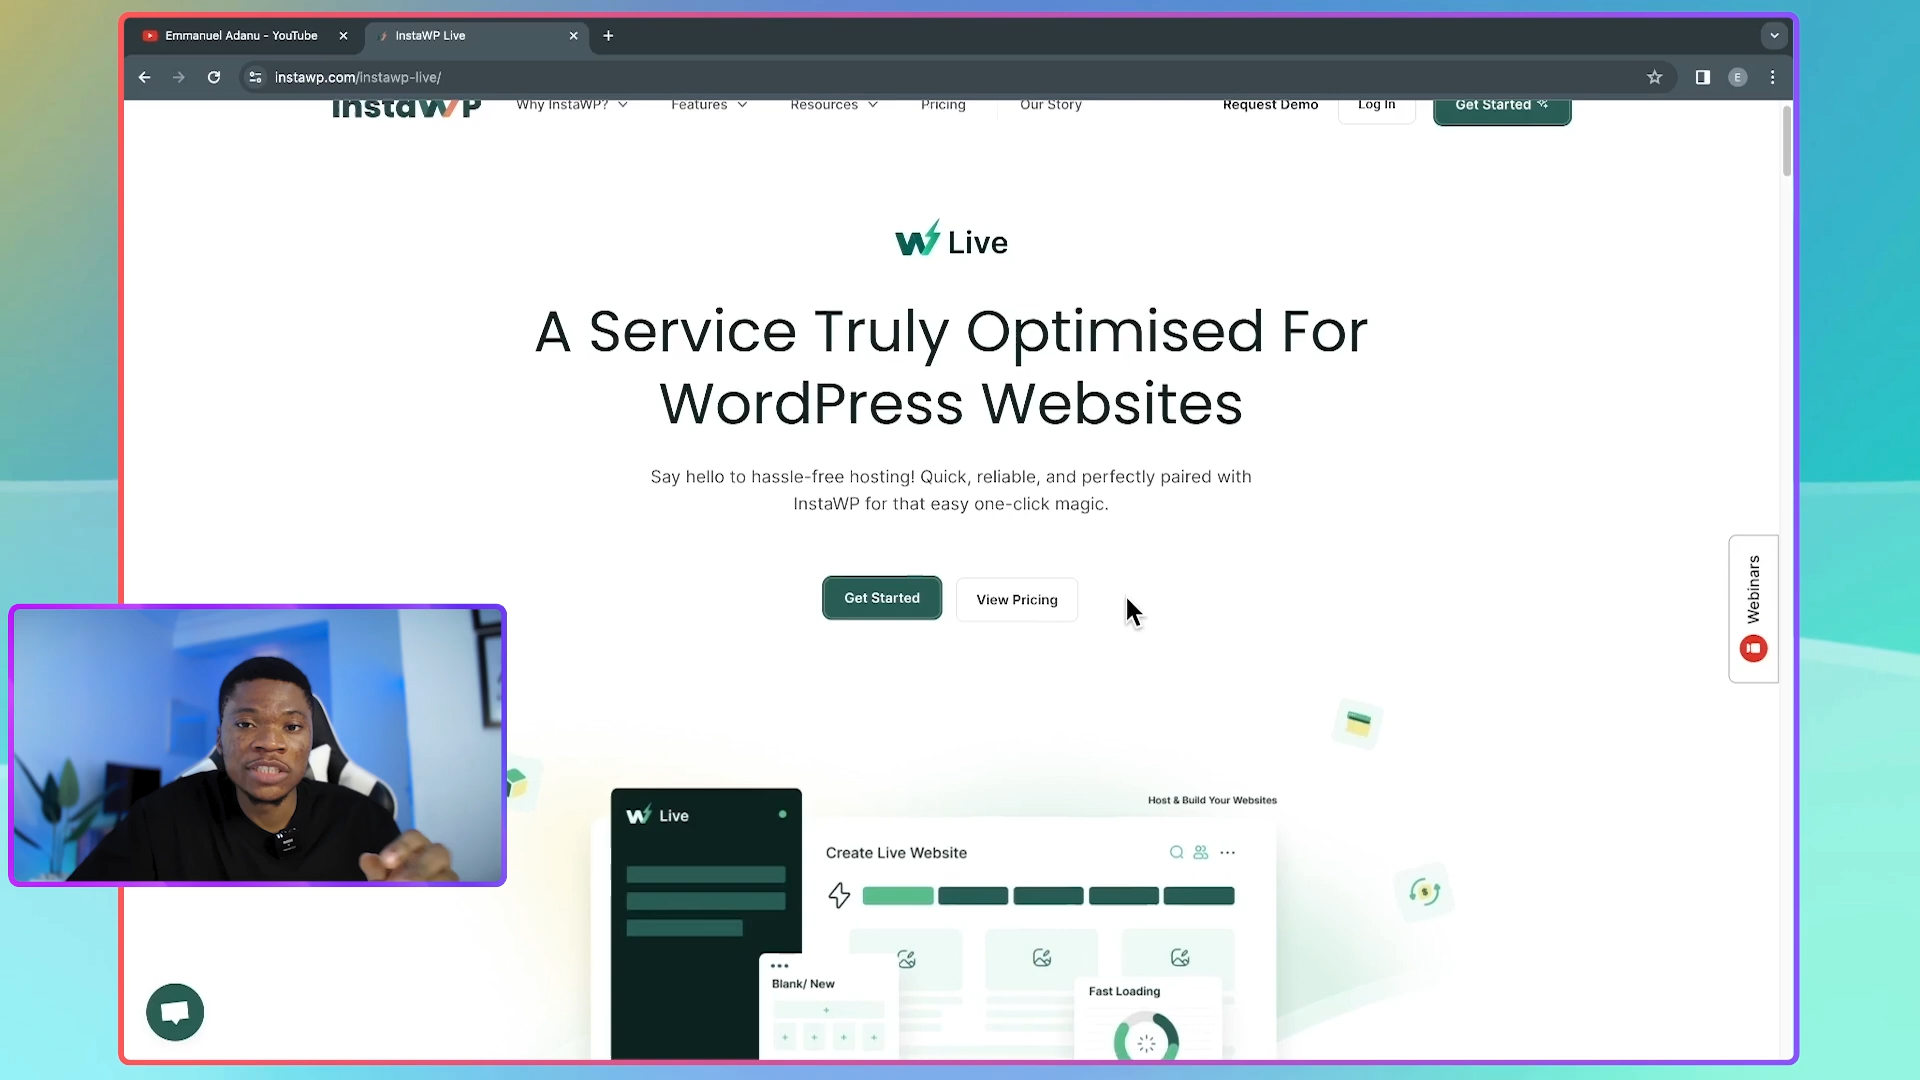 Emmanuel Adanu - YouTube
InstaWP Live
instawp.com/instawp-live/
E
InstaWP
Why InstaWP?
Features
Resources
Pricing
Our Story
Request Demo
Log In
Get Started
Live
A Service Truly Optimised For
WordPress Websites
Say hello to hassle-free hosting! Quick, reliable, and perfectly paired with
InstaWP for that easy one-click magic.
Get Started
View Pricing
Webinars
Host & Build Your Websites
Live
Create Live Website
Blank/ New
Fast Loading